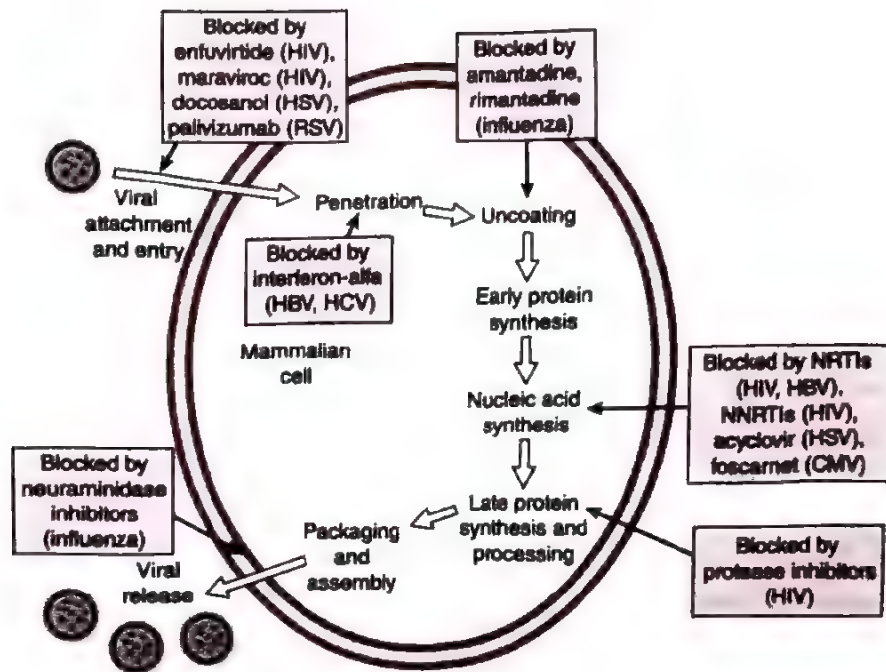 Blocked by
enfuvirtide (HIV),
maraviroc (HIV),
docosanol (HSV),
palivizumab (RSV)
Blocked by
amantadine,
rimantadine
(influenza)
Viral
attachment
and entry
Penetration
Uncoating
Blocked by
interferon-alfa
(HBV, HCV)
Early protein
synthesis
Mammalian
cell
Nucleic acid
synthesis
Blocked by NRTIs
(HIV, HBV),
NNRTIs (HIV),
acyclovir (HSV),
foscarnet (CMV)
Blocked by
neuraminidase
inhibitors
(influenza)
Late protein
synthesis and
processing
Packaging
and
assembly
Blocked by
protease inhibitors
(HIV)
Viral
release